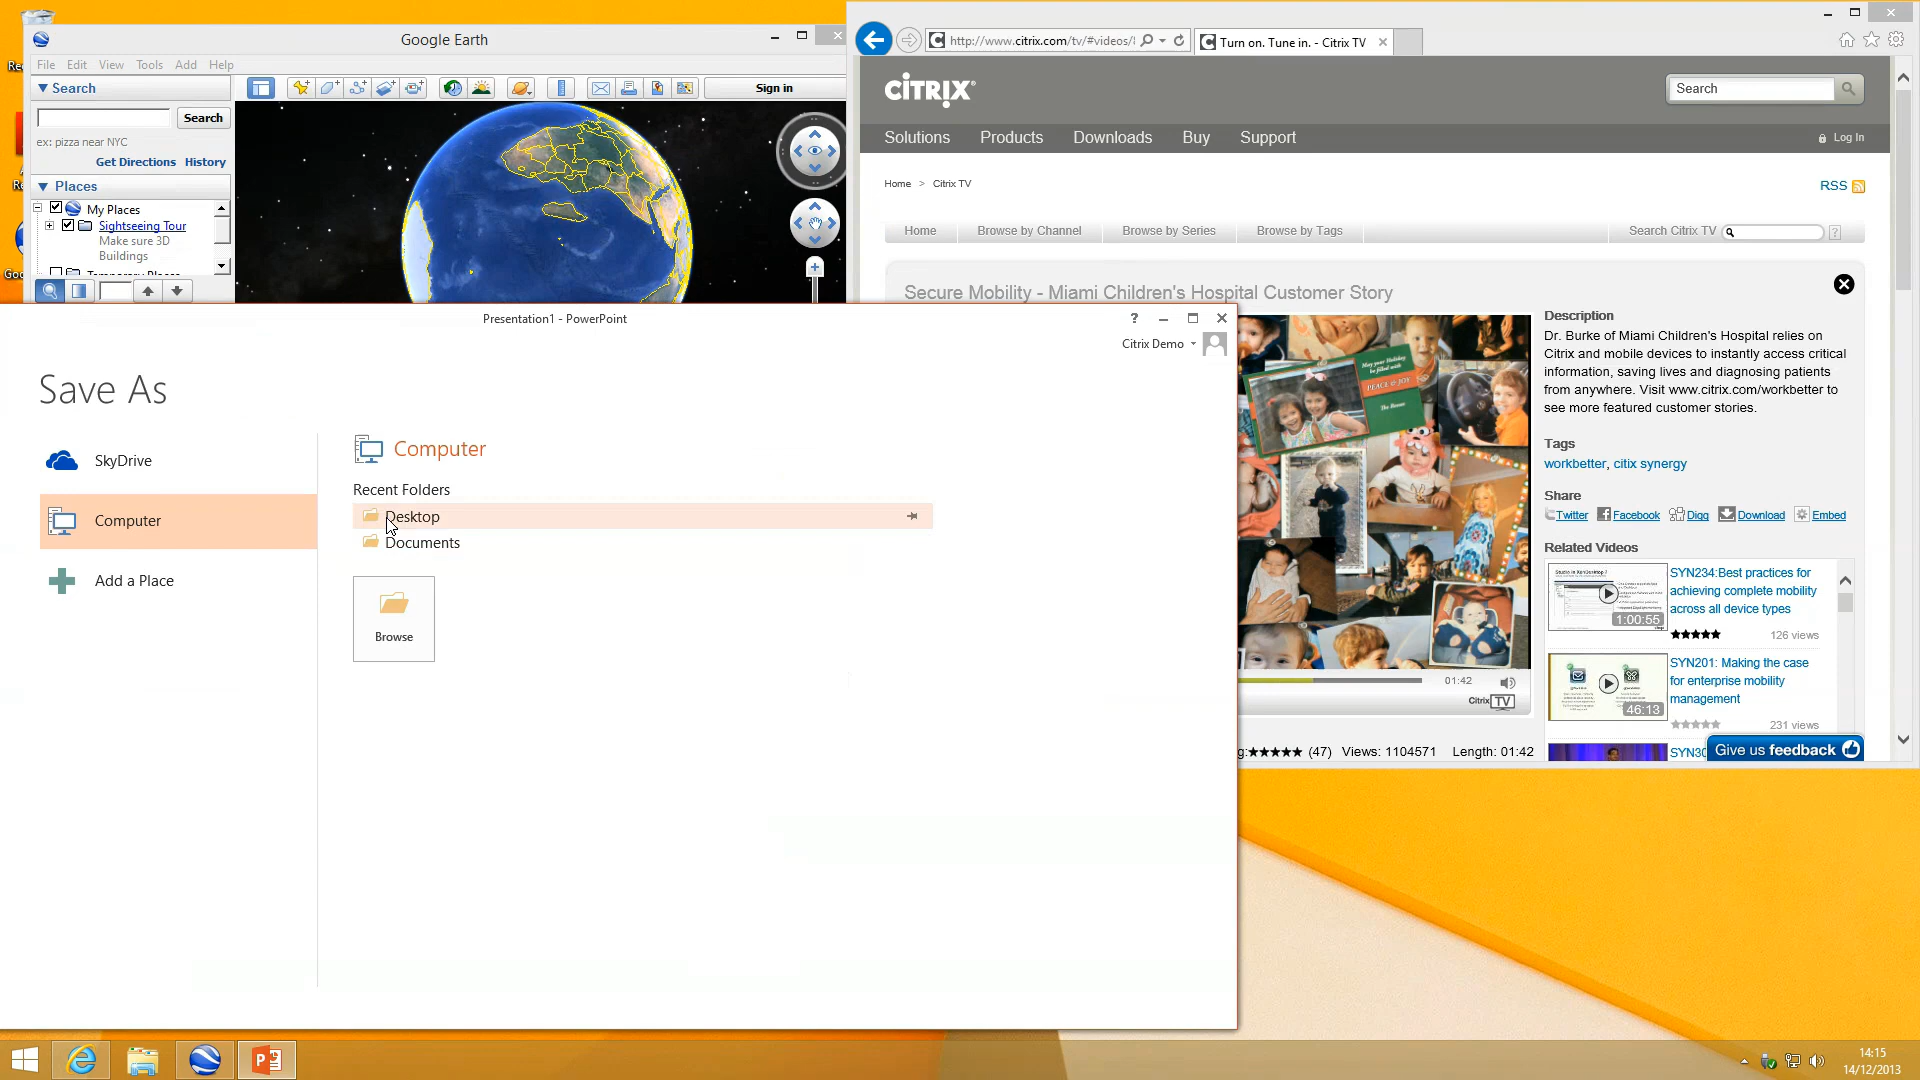 Google Earth
File Edit View Tools Add Help
Search
Search
ex: pizza near NYC
Get Directions History
Places
My Places
Sightseeing Tour
Make sure 3D
Buildings
Sign in
http://www.citrix.com/tv/#videos/
Turn on. Tune in. - Citrix TV
CITRIX
Search
Solutions Products Downloads Buy Support
Log In
Home > Citrix TV
RSS
Home Browse by Channel Browse by Series Browse by Tags
Search Citrix TV
?
Secure Mobility - Miami Children's Hospital Customer Story
Description
Dr. Burke of Miami Children's Hospital relies on
Citrix and mobile devices to instantly access critical
information, saving lives and diagnosing patients
from anywhere. Visit www.citrix.com/workbetter to
see more featured customer stories.
Tags
workbetter, citix synergy
Share
Twitter Facebook Digg Download Embed
Related Videos
SYN234:Best practices for
achieving complete mobility
across all device types
1:00:55
126 views
SYN201: Making the case
for enterprise mobility
management
46:13
231 views
SYN30
Give us feedback
PEACE & JOY
01:42
Citrix TV
g:★★★★★ (47) Views: 1104571 Length: 01:42
Presentation1 - PowerPoint
?
Citrix Demo
Save As
SkyDrive
Computer
Add a Place
Computer
Recent Folders
Desktop
Documents
Browse
14:15
14/12/2013